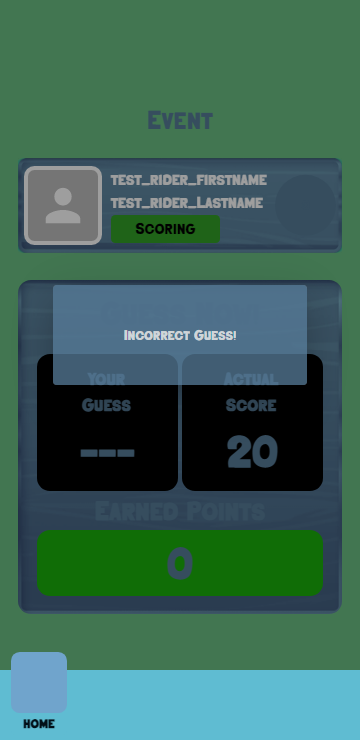 Event
TEST_RIDER_FIRSTNAME
TEST_RIDER_LASTNAME
Scoring
Incorrect Guess!
Your Guess
Actual Score
---
20
Earned Points
0
HOME